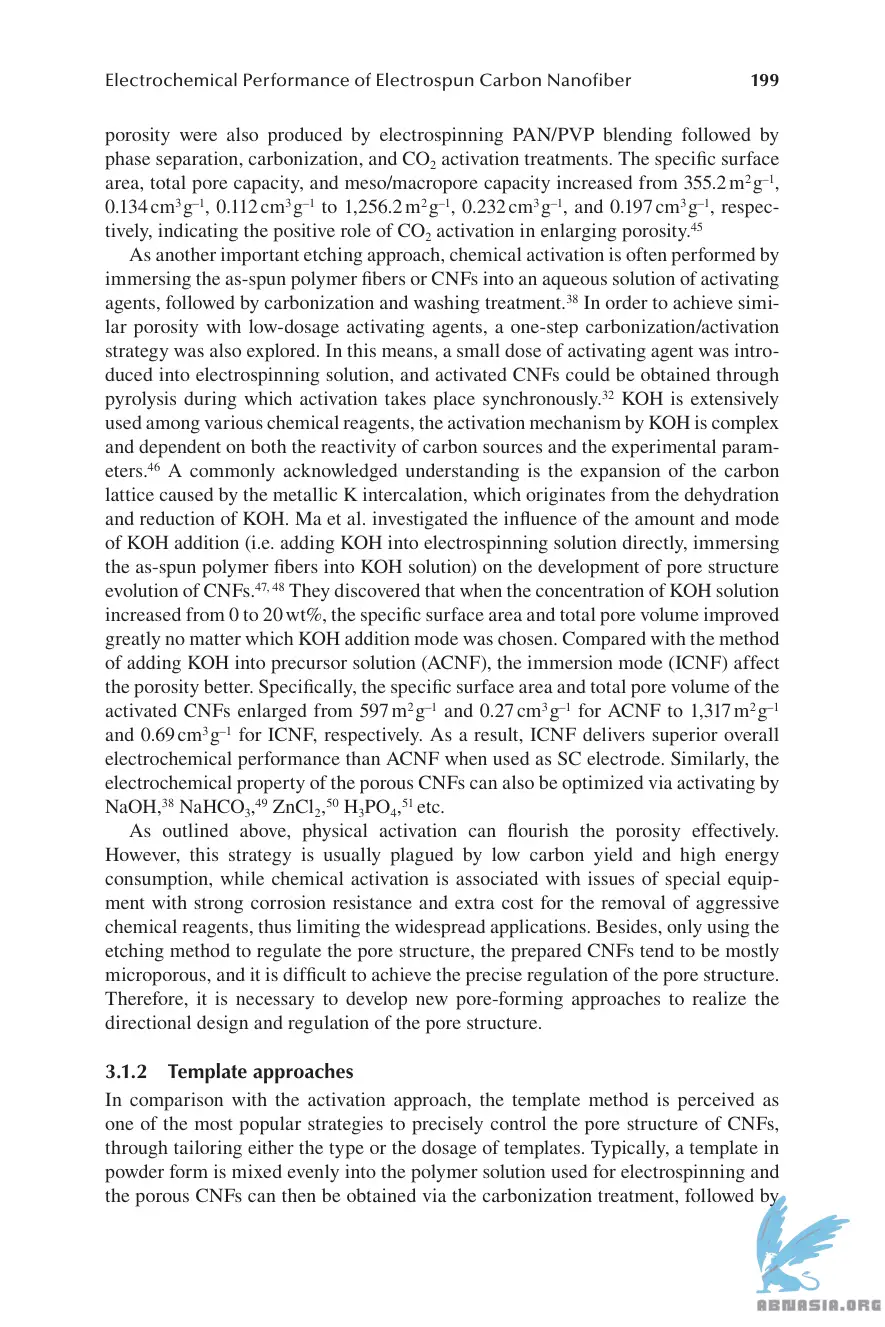 Electrochemical Performance of Electrospun Carbon Nanofiber 199
porosity were also produced by electrospinning PAN/PVP blending followed by
phase separation, carbonization, and CO₂ activation treatments. The specific surface
area, total pore capacity, and meso/macropore capacity increased from 355.2 m² g⁻¹,
0.134 cm³ g⁻¹, 0.112 cm³ g⁻¹ to 1,256.2 m² g⁻¹, 0.232 cm³ g⁻¹, and 0.197 cm³ g⁻¹, respec-
tively, indicating the positive role of CO₂ activation in enlarging porosity.⁴⁵
As another important etching approach, chemical activation is often performed by
immersing the as-spun polymer fibers or CNFs into an aqueous solution of activating
agents, followed by carbonization and washing treatment.³⁸ In order to achieve simi-
lar porosity with low-dosage activating agents, a one-step carbonization/activation
strategy was also explored. In this means, a small dose of activating agent was intro-
duced into electrospinning solution, and activated CNFs could be obtained through
pyrolysis during which activation takes place synchronously.³² KOH is extensively
used among various chemical reagents, the activation mechanism by KOH is complex
and dependent on both the reactivity of carbon sources and the experimental param-
eters.⁴⁶ A commonly acknowledged understanding is the expansion of the carbon
lattice caused by the metallic K intercalation, which originates from the dehydration
and reduction of KOH. Ma et al. investigated the influence of the amount and mode
of KOH addition (i.e. adding KOH into electrospinning solution directly, immersing
the as-spun polymer fibers into KOH solution) on the development of pore structure
evolution of CNFs.⁴⁷, ⁴⁸ They discovered that when the concentration of KOH solution
increased from 0 to 20 wt%, the specific surface area and total pore volume improved
greatly no matter which KOH addition mode was chosen. Compared with the method
of adding KOH into precursor solution (ACNF), the immersion mode (ICNF) affect
the porosity better. Specifically, the specific surface area and total pore volume of the
activated CNFs enlarged from 597 m² g⁻¹ and 0.27 cm³ g⁻¹ for ACNF to 1,317 m² g⁻¹
and 0.69 cm³ g⁻¹ for ICNF, respectively. As a result, ICNF delivers superior overall
electrochemical performance than ACNF when used as SC electrode. Similarly, the
electrochemical property of the porous CNFs can also be optimized via activating by
NaOH,³⁸ NaHCO₃,⁴⁹ ZnCl₂,⁵⁰ H₃PO₄,⁵¹ etc.
As outlined above, physical activation can flourish the porosity effectively.
However, this strategy is usually plagued by low carbon yield and high energy
consumption, while chemical activation is associated with issues of special equip-
ment with strong corrosion resistance and extra cost for the removal of aggressive
chemical reagents, thus limiting the widespread applications. Besides, only using the
etching method to regulate the pore structure, the prepared CNFs tend to be mostly
microporous, and it is difficult to achieve the precise regulation of the pore structure.
Therefore, it is necessary to develop new pore-forming approaches to realize the
directional design and regulation of the pore structure.
3.1.2 Template approaches
In comparison with the activation approach, the template method is perceived as
one of the most popular strategies to precisely control the pore structure of CNFs,
through tailoring either the type or the dosage of templates. Typically, a template in
powder form is mixed evenly into the polymer solution used for electrospinning and
the porous CNFs can then be obtained via the carbonization treatment, followed by
ABNASIA.ORG